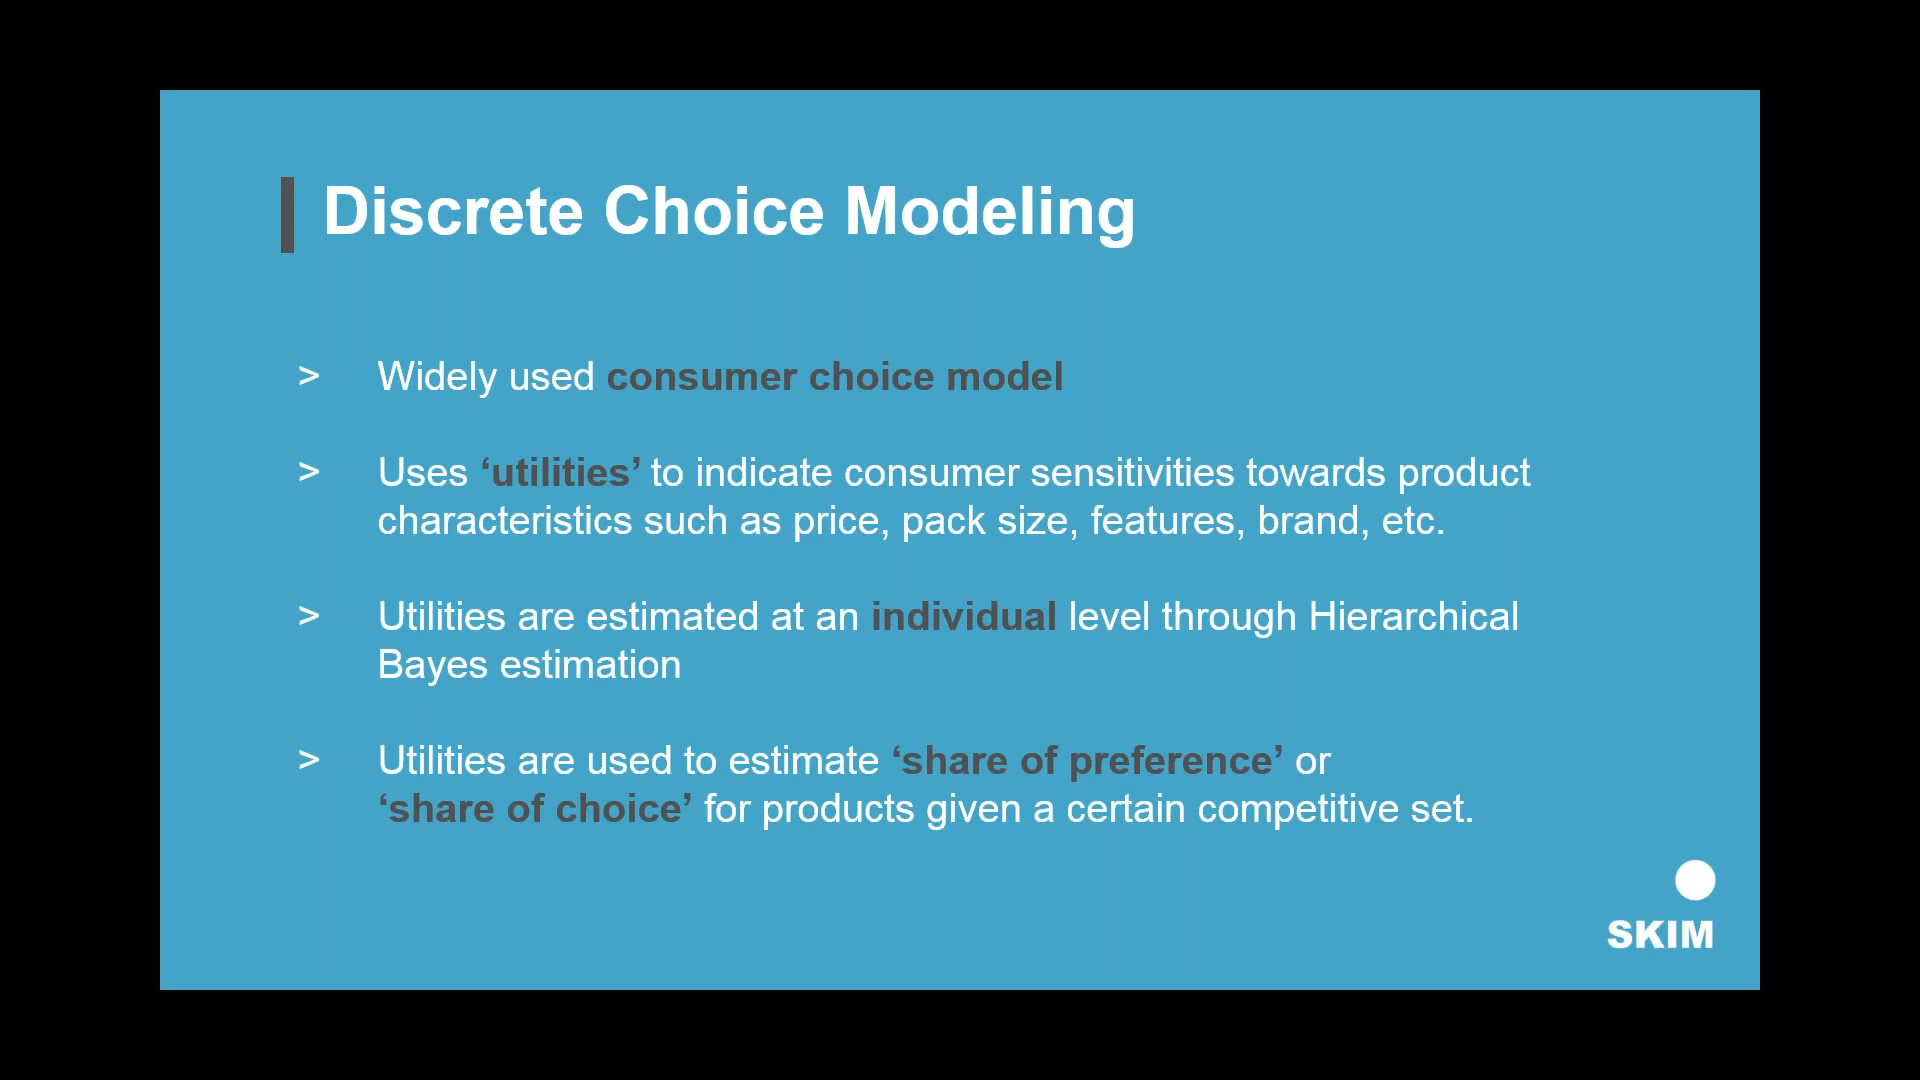 Discrete Choice Modeling
> Widely used consumer choice model
> Uses ‘utilities’ to indicate consumer sensitivities towards product
characteristics such as price, pack size, features, brand, etc.
> Utilities are estimated at an individual level through Hierarchical
Bayes estimation
> Utilities are used to estimate ‘share of preference’ or
‘share of choice’ for products given a certain competitive set.
SKIM